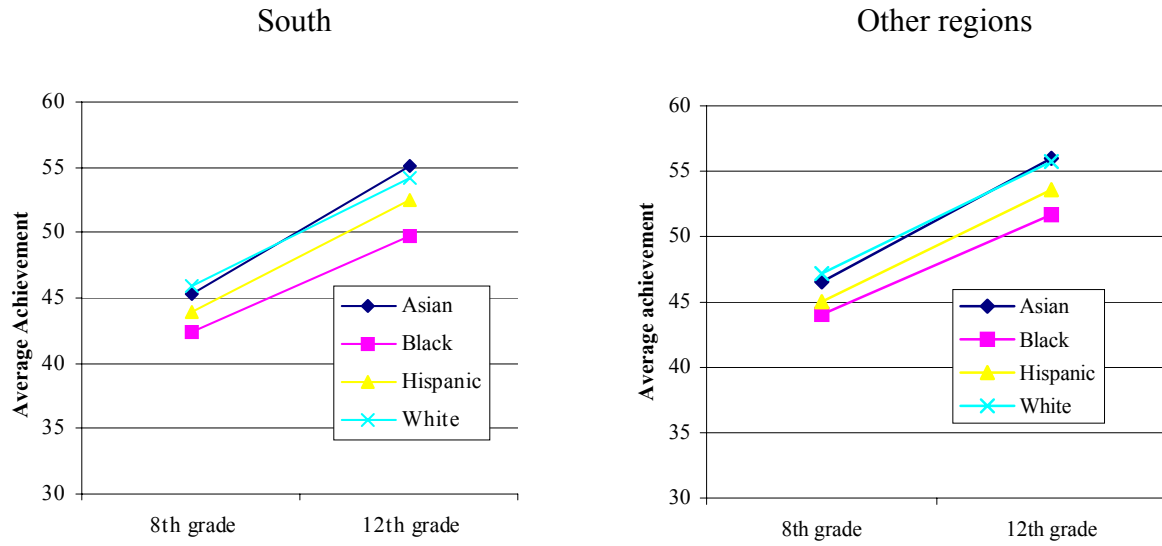 South
Average Achievement
60
55
50
45
40
35
30
8th grade
12th grade
Asian
Black
Hispanic
White
Other regions
Average achievement
60
55
50
45
40
35
30
8th grade
12th grade
Asian
Black
Hispanic
White